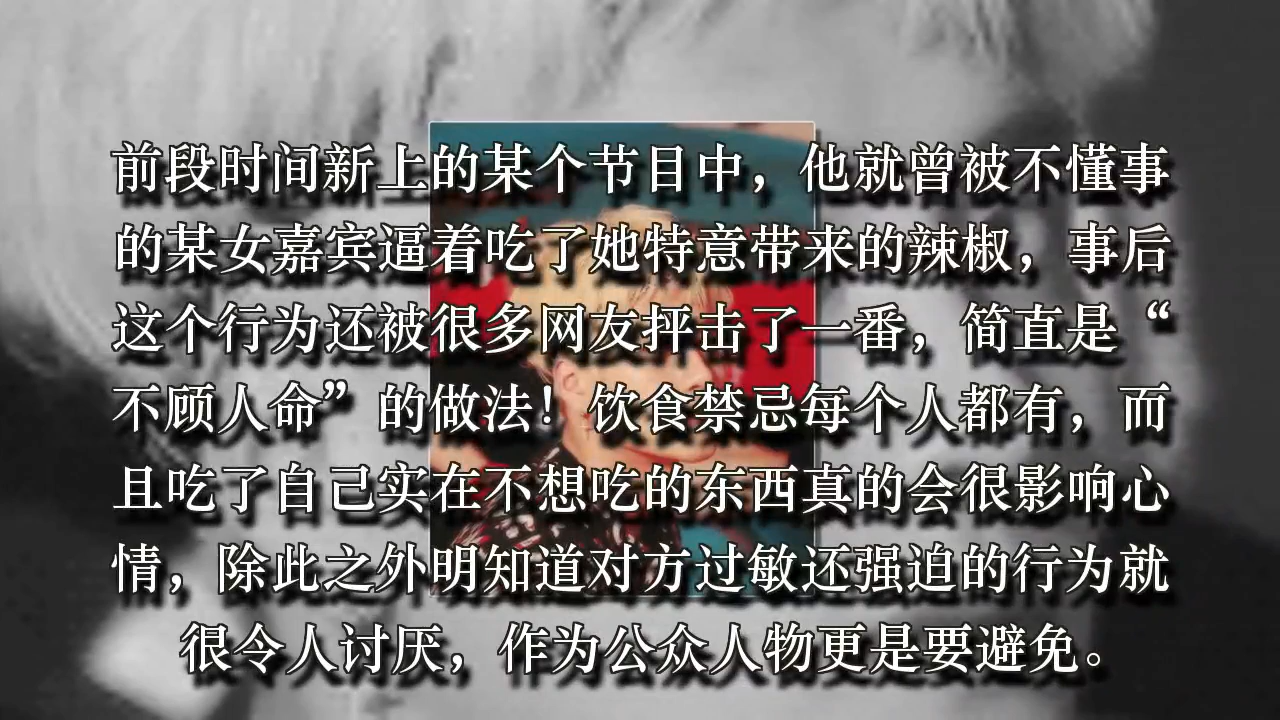 前段时间新上的某个节目中，他就曾被不懂事
的某女嘉宾逼着吃了她特意带来的辣椒，事后
这个行为还被很多网友抨击了一番，简直是“
不顾人命”的做法！饮食禁忌每个人都有，而
且吃了自己实在不想吃的东西真的会很影响心
情，除此之外明知道对方过敏还强迫的行为就
很令人讨厌，作为公众人物更是要避免。